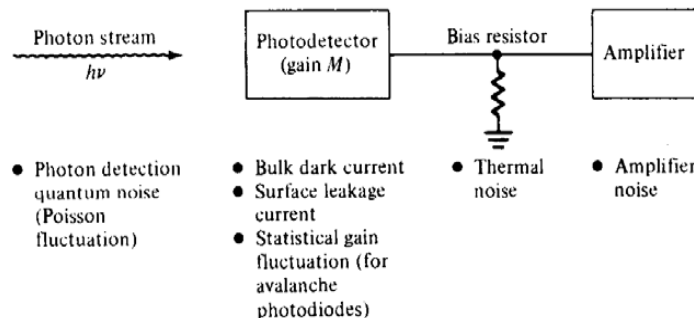 Photon stream
hν
Photodetector
(gain M)
Bias resistor
Amplifier
● Photon detection
quantum noise
(Poisson
fluctuation)
● Bulk dark current
● Surface leakage
current
● Statistical gain
fluctuation (for
avalanche
photodiodes)
● Thermal
noise
● Amplifier
noise